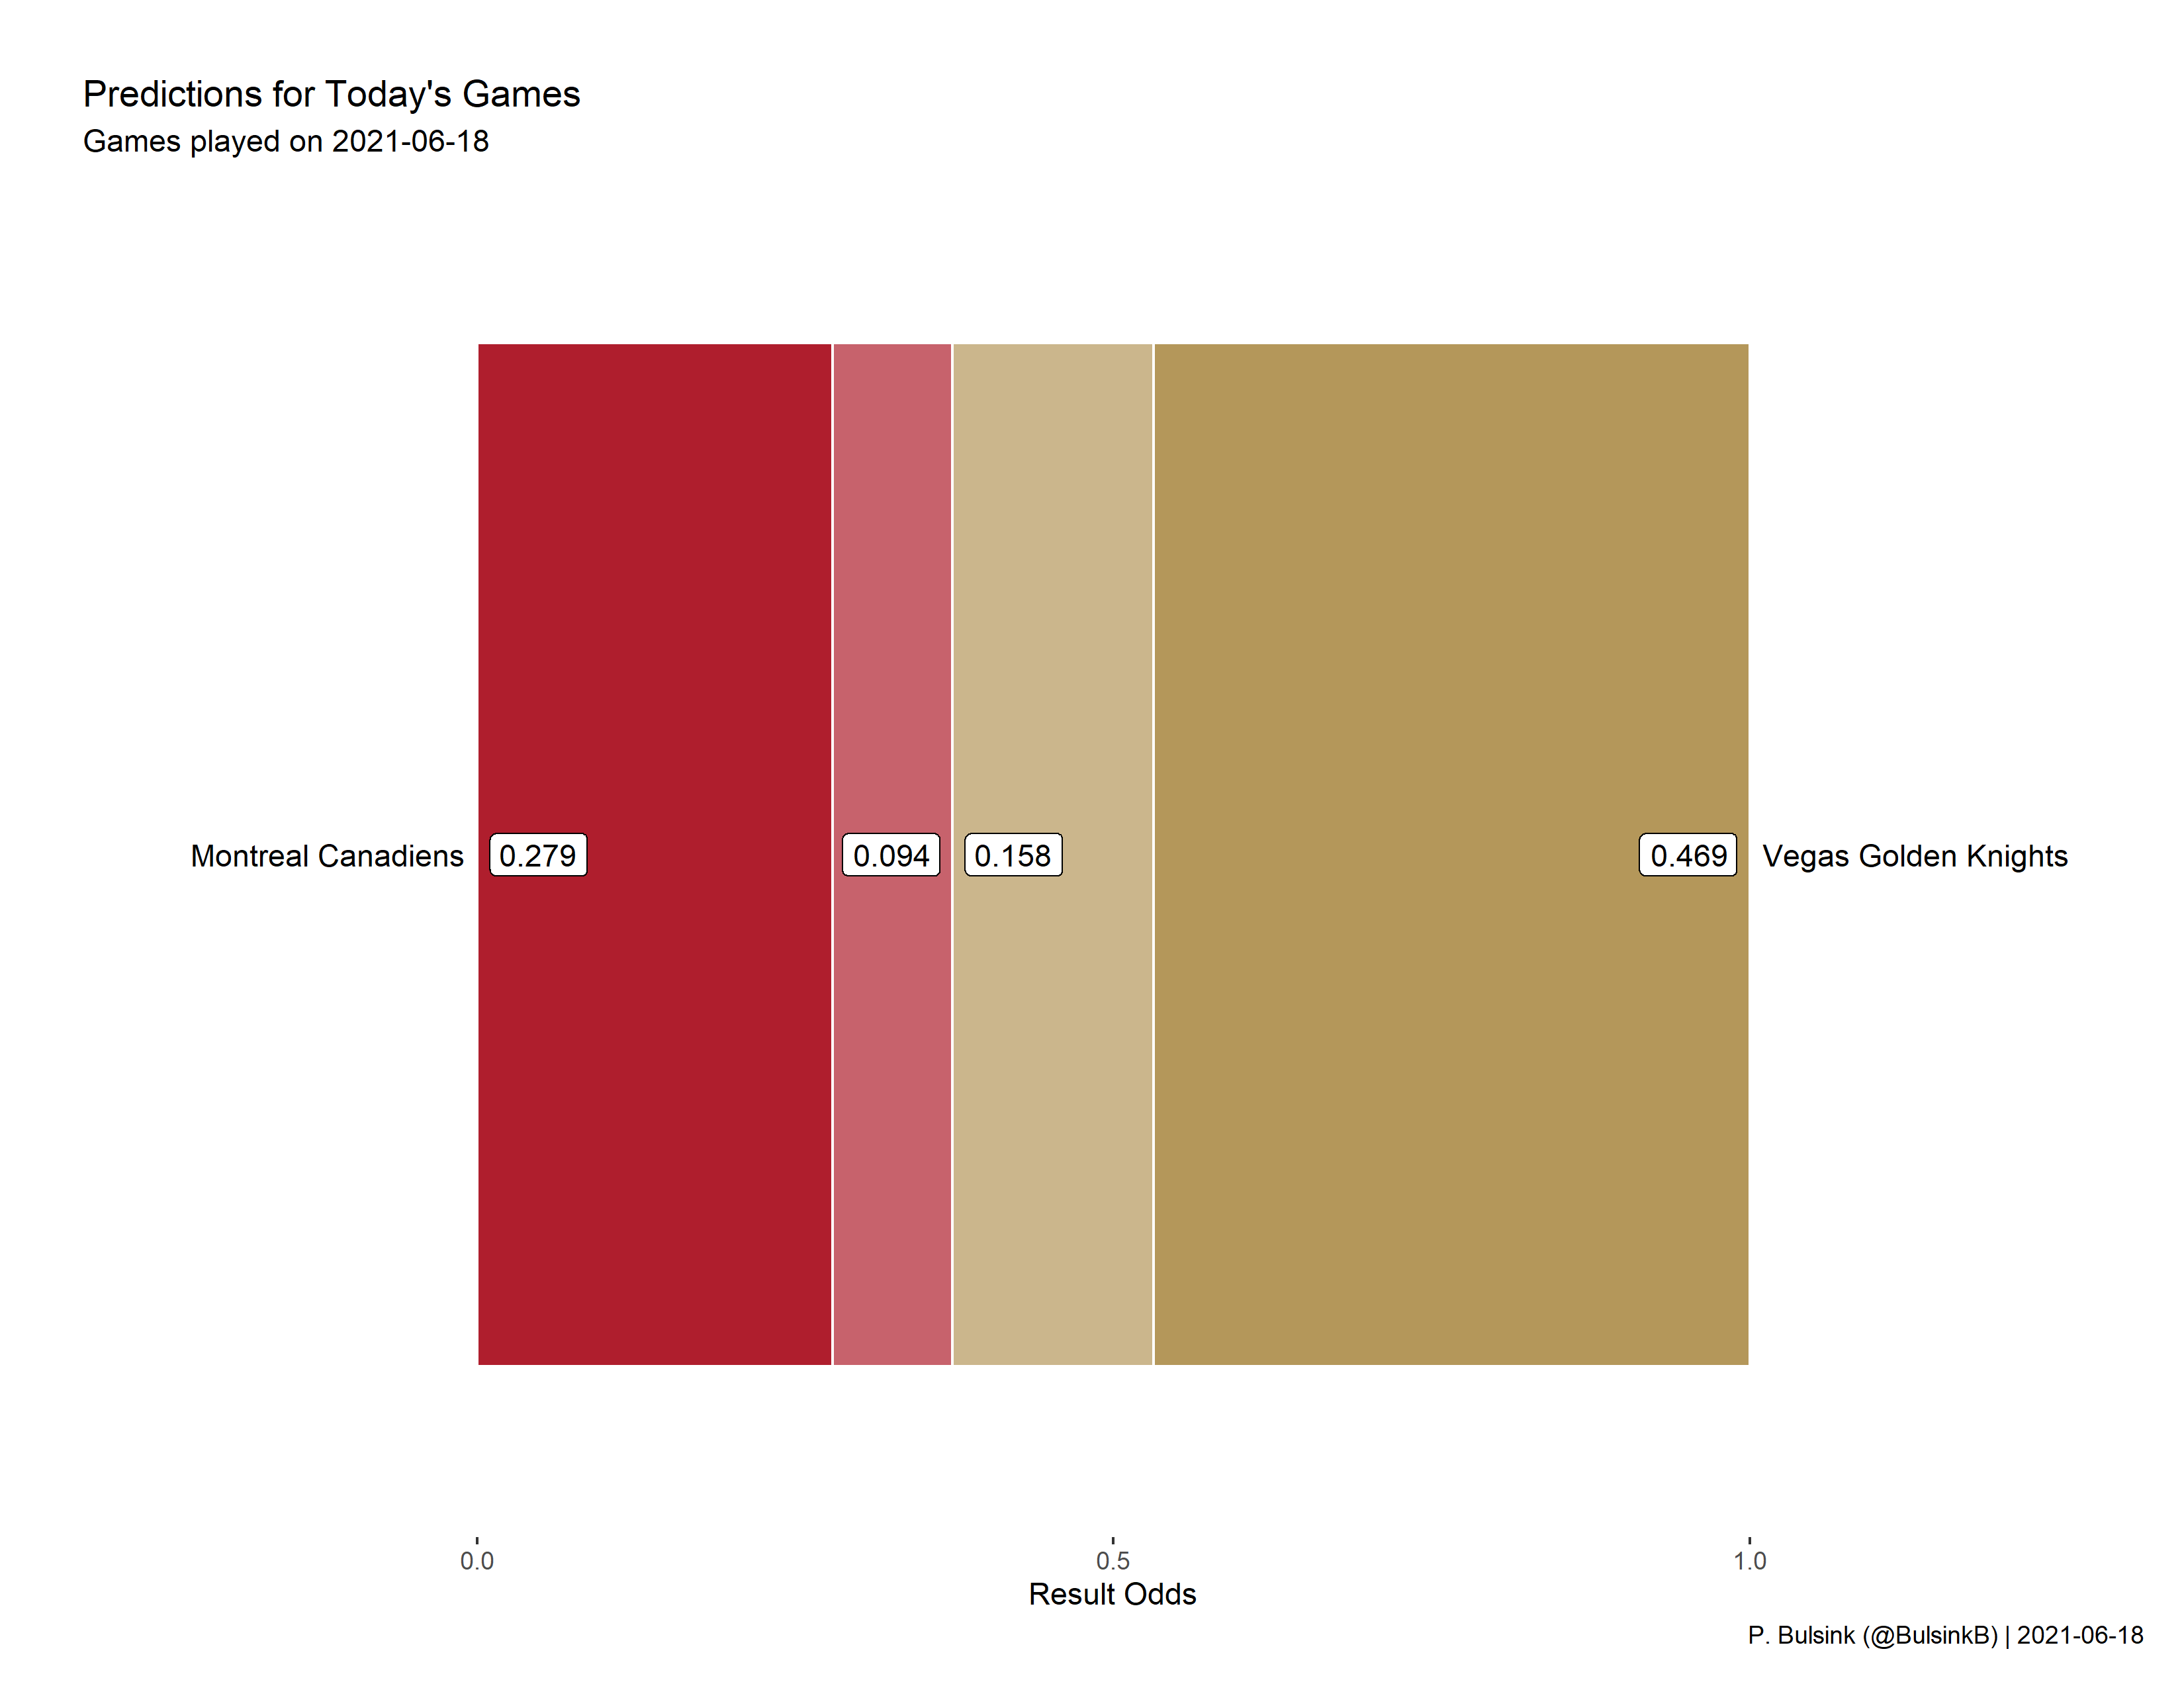 Predictions for Today's Games
Games played on 2021-06-18
Montreal Canadiens 0.279 0.094 0.158 0.469 Vegas Golden Knights
0.0 0.5 1.0
Result Odds
P. Bulsink (@BulsinkB) | 2021-06-18